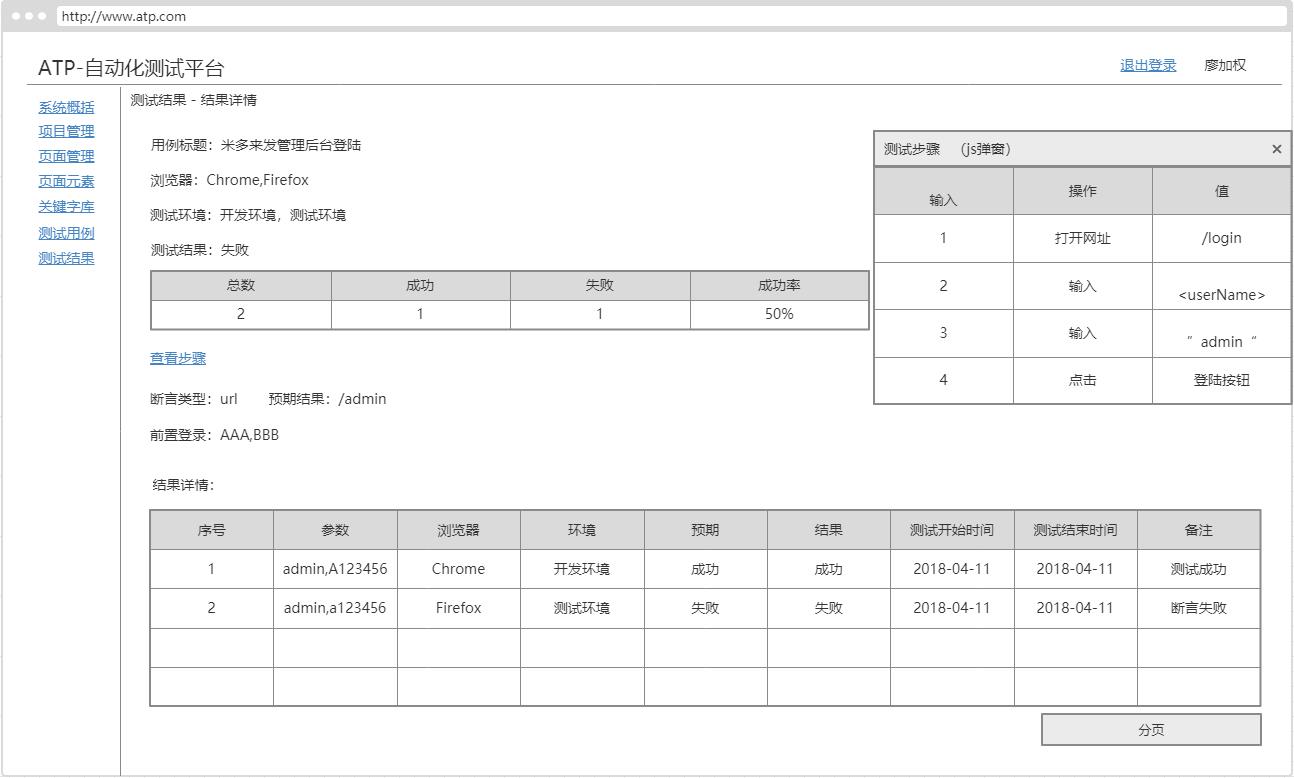 http://www.atp.com
ATP-自动化测试平台
退出登录 廖加权
系统概括
项目管理
页面管理
页面元素
关键字库
测试用例
测试结果
测试结果 - 结果详情
用例标题：米多来发管理后台登陆
浏览器：Chrome,Firefox
测试环境：开发环境，测试环境
测试结果：失败
总数 成功 失败 成功率
2 1 1 50%
查看步骤
断言类型：url 预期结果：/admin
前置登录：AAA,BBB
测试步骤 （js弹窗） ×
输入 操作 值
1 打开网址 /login
2 输入 <userName>
3 输入 ”admin“
4 点击 登陆按钮
结果详情：
序号 参数 浏览器 环境 预期 结果 测试开始时间 测试结束时间 备注
1 admin,A123456 Chrome 开发环境 成功 成功 2018-04-11 2018-04-11 测试成功
2 admin,a123456 Firefox 测试环境 失败 失败 2018-04-11 2018-04-11 断言失败
分页